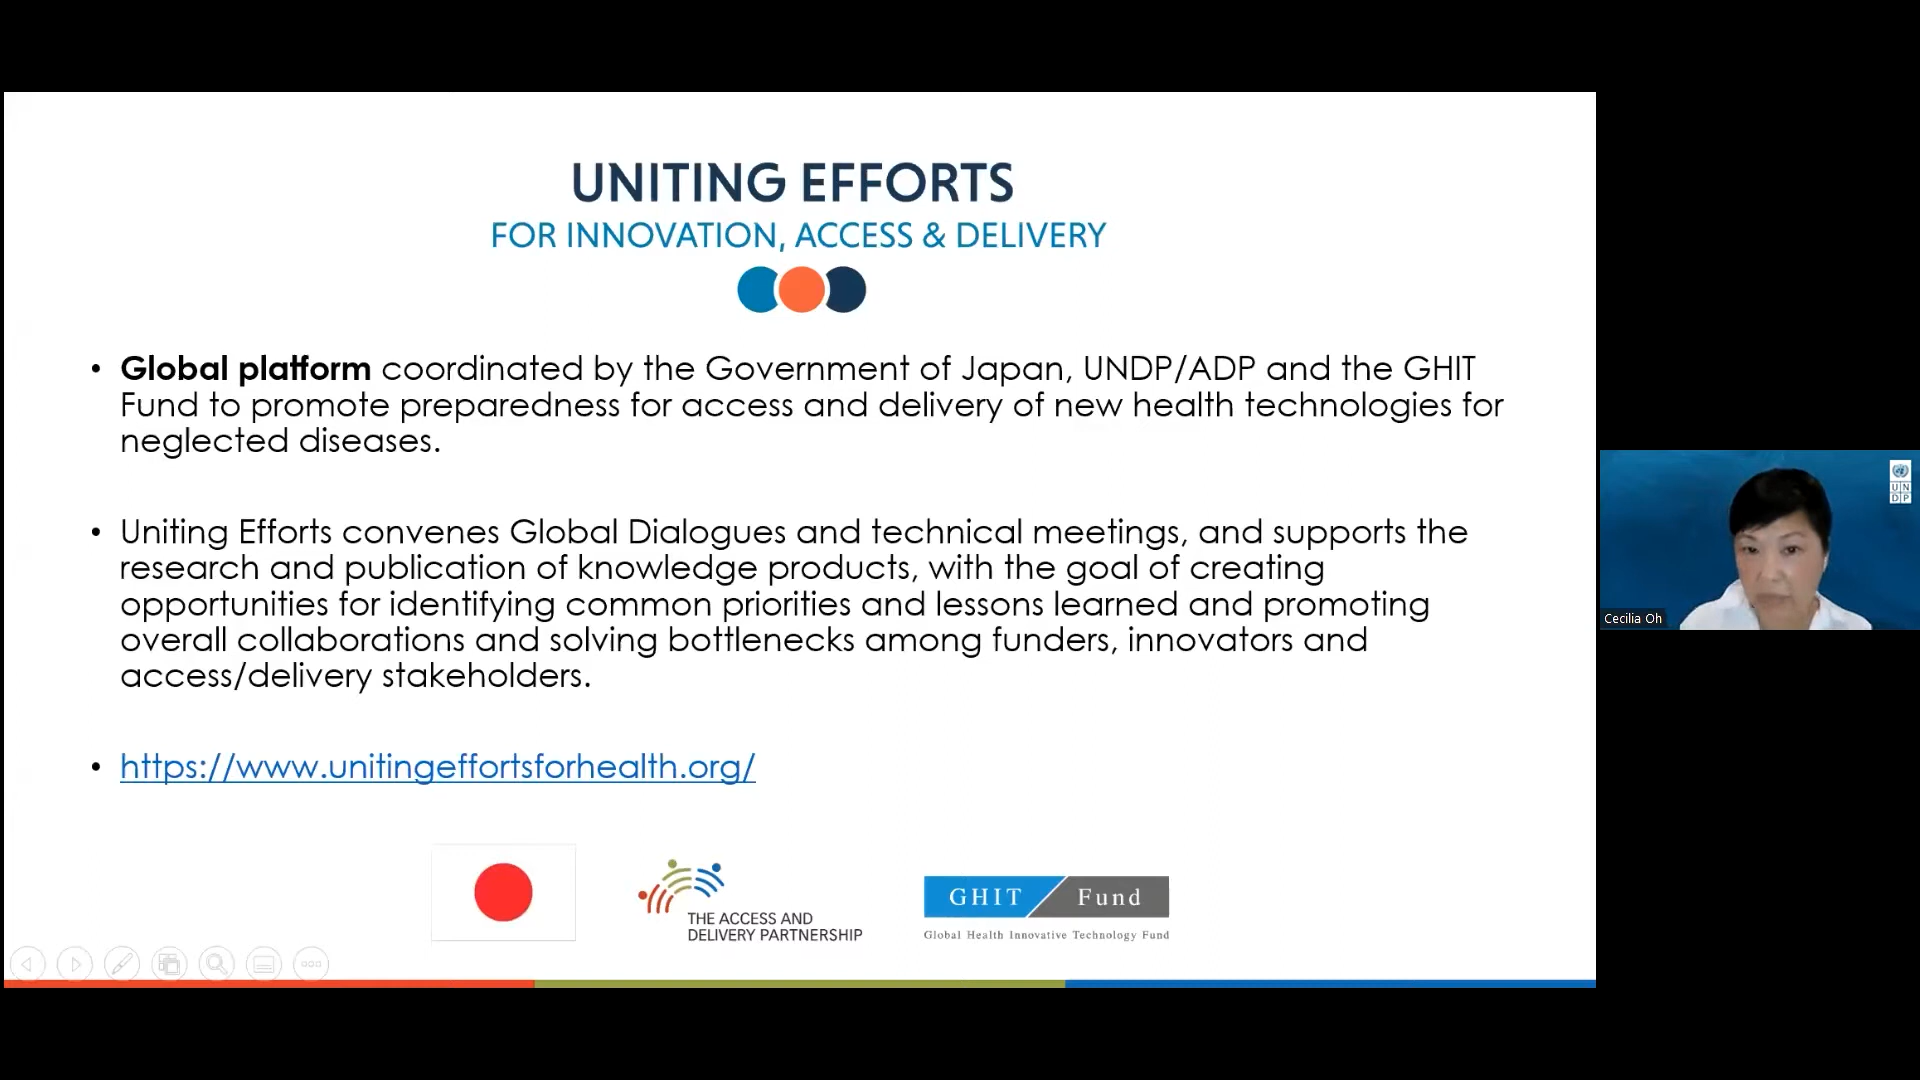 UNITING EFFORTS
FOR INNOVATION, ACCESS & DELIVERY
• Global platform coordinated by the Government of Japan, UNDP/ADP and the GHIT
Fund to promote preparedness for access and delivery of new health technologies for
neglected diseases.
• Uniting Efforts convenes Global Dialogues and technical meetings, and supports the
research and publication of knowledge products, with the goal of creating
opportunities for identifying common priorities and lessons learned and promoting
overall collaborations and solving bottlenecks among funders, innovators and
access/delivery stakeholders.
• https://www.unitingeffortsforhealth.org/
THE ACCESS AND
DELIVERY PARTNERSHIP
GHIT Fund
Global Health Innovative Technology Fund
UN
DP
Cecilia Oh